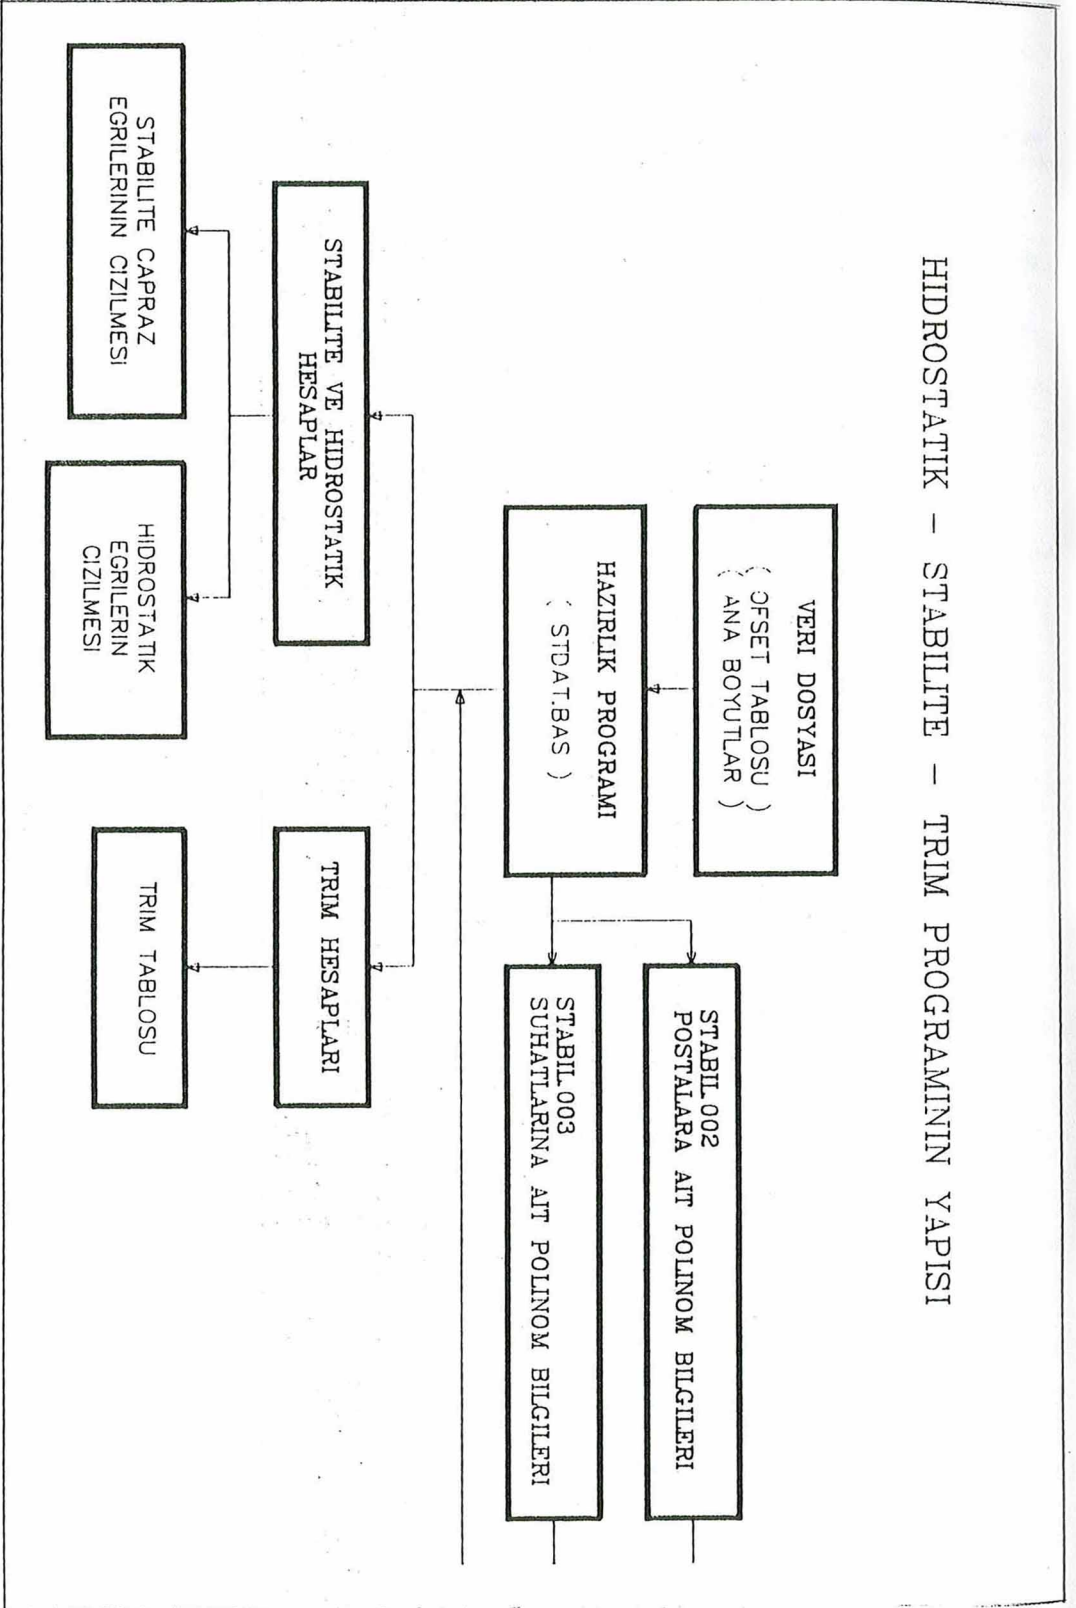 HIDROSTATIK - STABILITE - TRIM PROGRAMININ YAPISI
VERI DOSYASI
( OFSET TABLOSU )
( ANA BOYUTLAR )
HAZIRLIK PROGRAMI
( STDAT.BAS )
STABIL.002
POSTALARA AIT POLINOM BILGILERI
STABIL.003
SUHATLARINA AIT POLINOM BILGILERI
STABILITE VE HIDROSTATIK
HESAPLAR
TRIM HESAPLARI
STABILITE CAPRAZ
EGRILERININ CIZILMESI
HIDROSTATIK
EGRILERIN
CIZILMESI
TRIM TABLOSU